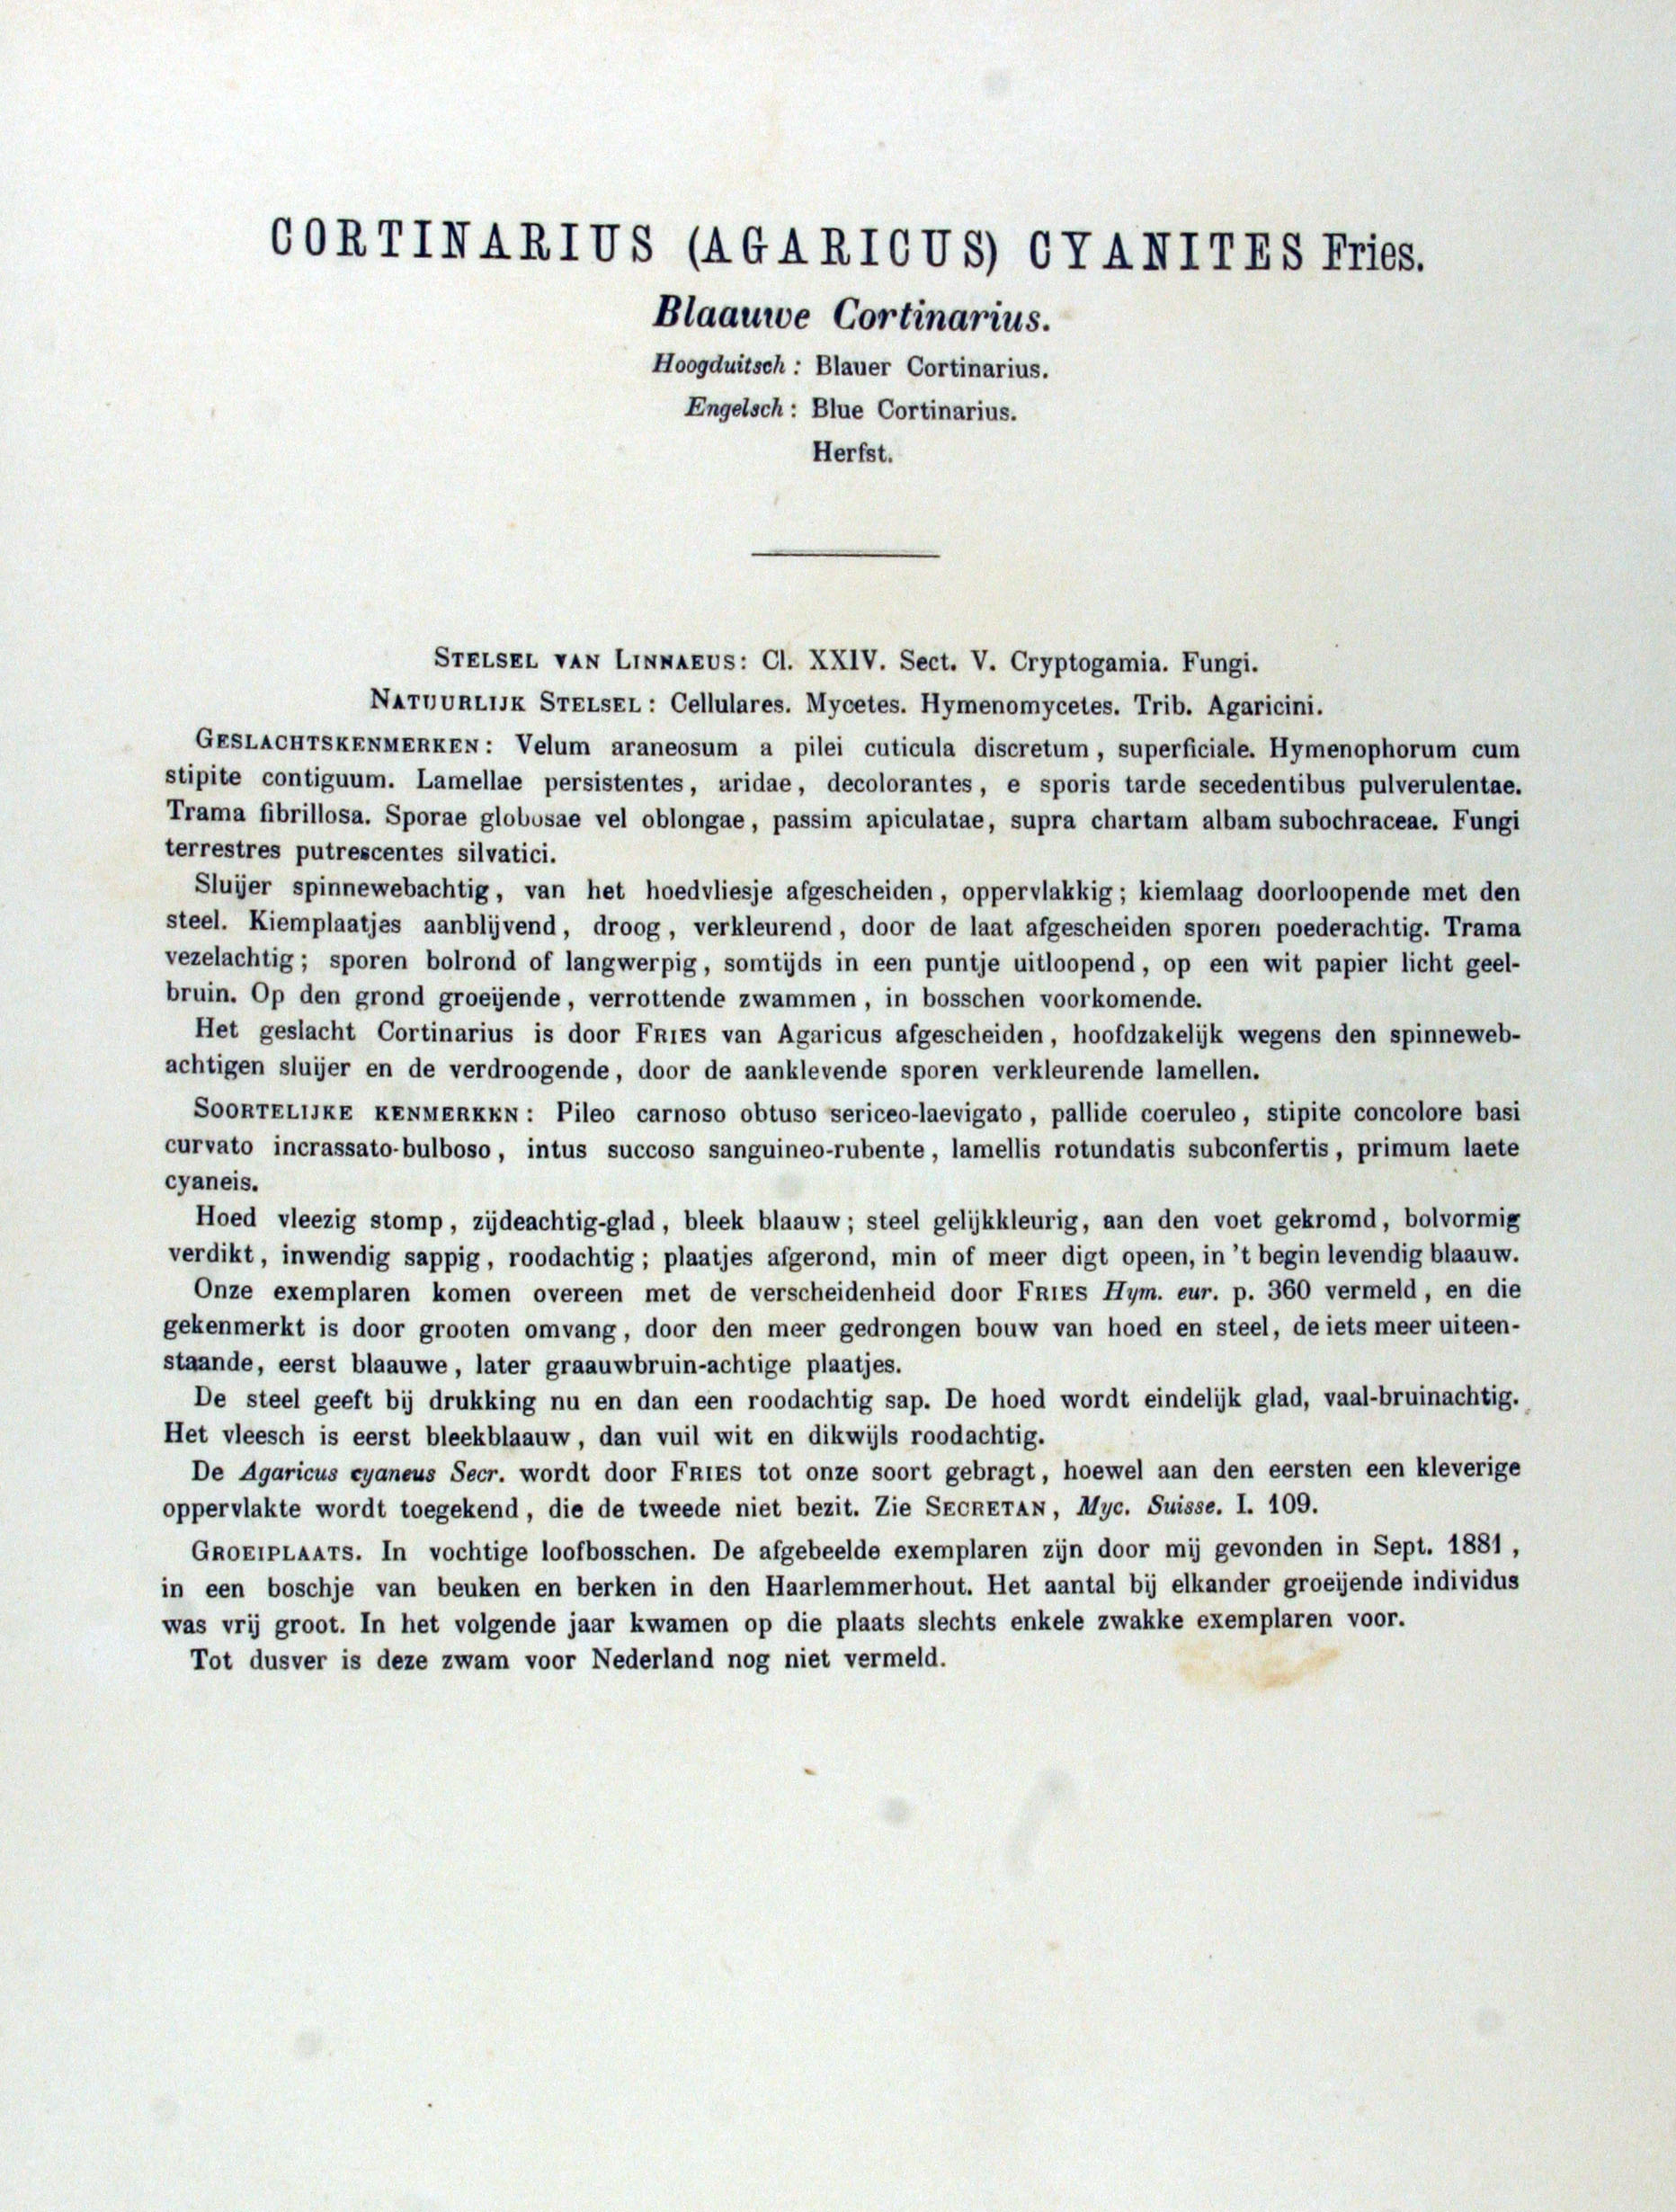 CORTINARIUS (AGARICUS) CYANITES Fries.
Blaauwe Cortinarius.
Hoogduitsch: Blauer Cortinarius.
Engelsch: Blue Cortinarius.
Herfst.
STELSEL VAN LINNAEUS: Cl. XXIV. Sect. V. Cryptogamia. Fungi.
NATUURLIJK STELSEL: Cellulares. Mycetes. Hymenomycetes. Trib. Agaricini.
GESLACHTSKENMERKEN: Velum araneosum a pilei cuticula discretum, superficiale. Hymenophorum cum
stipite contiguum. Lamellae persistentes, aridae, decolorantes, e sporis tarde secedentibus pulverulentae.
Trama fibrillosa. Sporae globosae vel oblongae, passim apiculatae, supra chartam albam subochraceae. Fungi
terrestres putrescentes silvatici.
Sluijer spinnewebachtig, van het hoedvliesje afgescheiden, oppervlakkig; kiemlaag doorloopende met den
steel. Kiemplaatjes aanblijvend, droog, verkleurend, door de laat afgescheiden sporen poederachtig. Trama
vezelachtig; sporen bolrond of langwerpig, somtijds in een puntje uitloopend, op een wit papier licht geel-
bruin. Op den grond groeijende, verrottende zwammen, in bosschen voorkomende.
Het geslacht Cortinarius is door FRIES van Agaricus afgescheiden, hoofdzakelijk wegens den spinneweb-
achtigen sluijer en de verdroogende, door de aanklevende sporen verkleurende lamellen.
SOORTELIJKE KENMERKEN: Pileo carnoso obtuso sericeo-laevigato, pallide coeruleo, stipite concolore basi
curvato incrassato-bulboso, intus succoso sanguineo-rubente, lamellis rotundatis subconfertis, primum laete
cyaneis.
Hoed vleezig stomp, zijdeachtig-glad, bleek blaauw; steel gelijkkleurig, aan den voet gekromd, bolvormig
verdikt, inwendig sappig, roodachtig; plaatjes afgerond, min of meer digt opeen, in 't begin levendig blaauw.
Onze exemplaren komen overeen met de verscheidenheid door FRIES Hym. eur. p. 360 vermeld, en die
gekenmerkt is door grooten omvang, door den meer gedrongen bouw van hoed en steel, de iets meer uiteen-
staande, eerst blaauwe, later graauwbruin-achtige plaatjes.
De steel geeft bij drukking nu en dan een roodachtig sap. De hoed wordt eindelijk glad, vaal-bruinachtig.
Het vleesch is eerst bleekblaauw, dan vuil wit en dikwijls roodachtig.
De Agaricus cyaneus Secr. wordt door FRIES tot onze soort gebragt, hoewel aan den eersten een kleverige
oppervlakte wordt toegekend, die de tweede niet bezit. Zie SECRETAN, Myc. Suisse. I. 109.
GROEIPLAATS. In vochtige loofbosschen. De afgebeelde exemplaren zijn door mij gevonden in Sept. 1881,
in een boschje van beuken en berken in den Haarlemmerhout. Het aantal bij elkander groeijende individus
was vrij groot. In het volgende jaar kwamen op die plaats slechts enkele zwakke exemplaren voor.
Tot dusver is deze zwam voor Nederland nog niet vermeld.